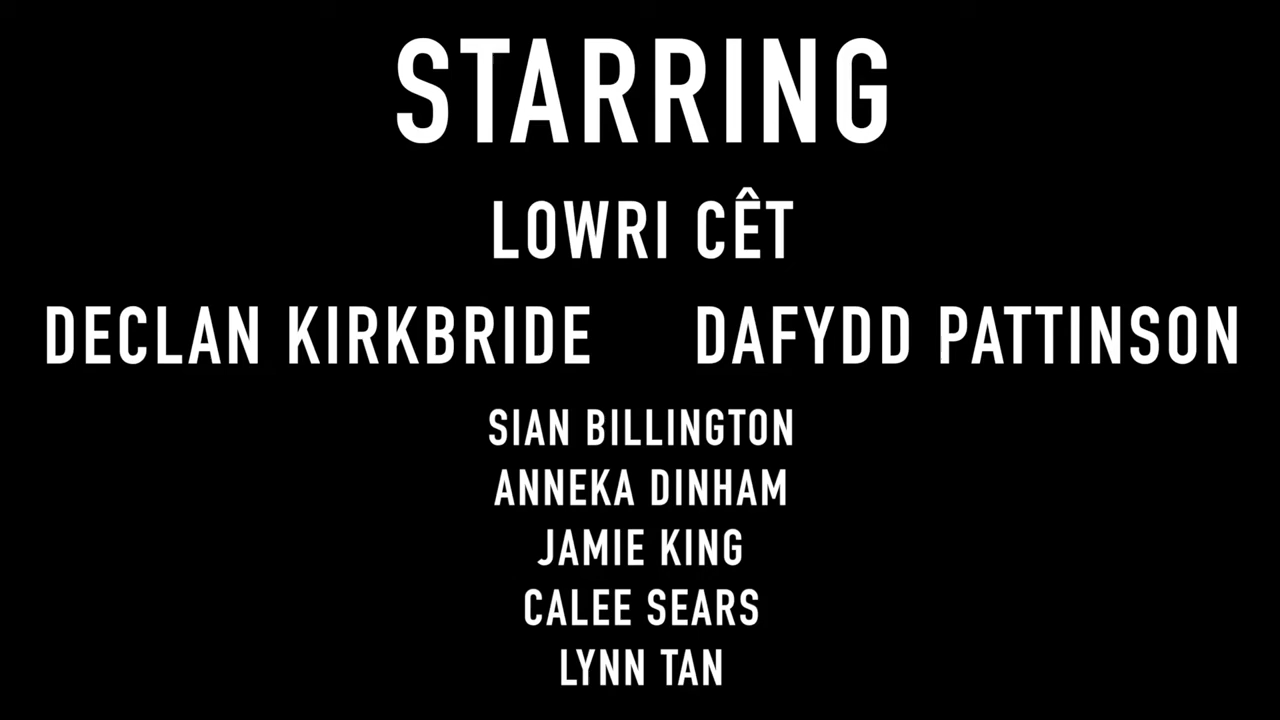 STARRING
LOWRI CÊT
DECLAN KIRKBRIDE DAFYDD PATTINSON
SIAN BILLINGTON
ANNEKA DINHAM
JAMIE KING
CALEE SEARS
LYNN TAN